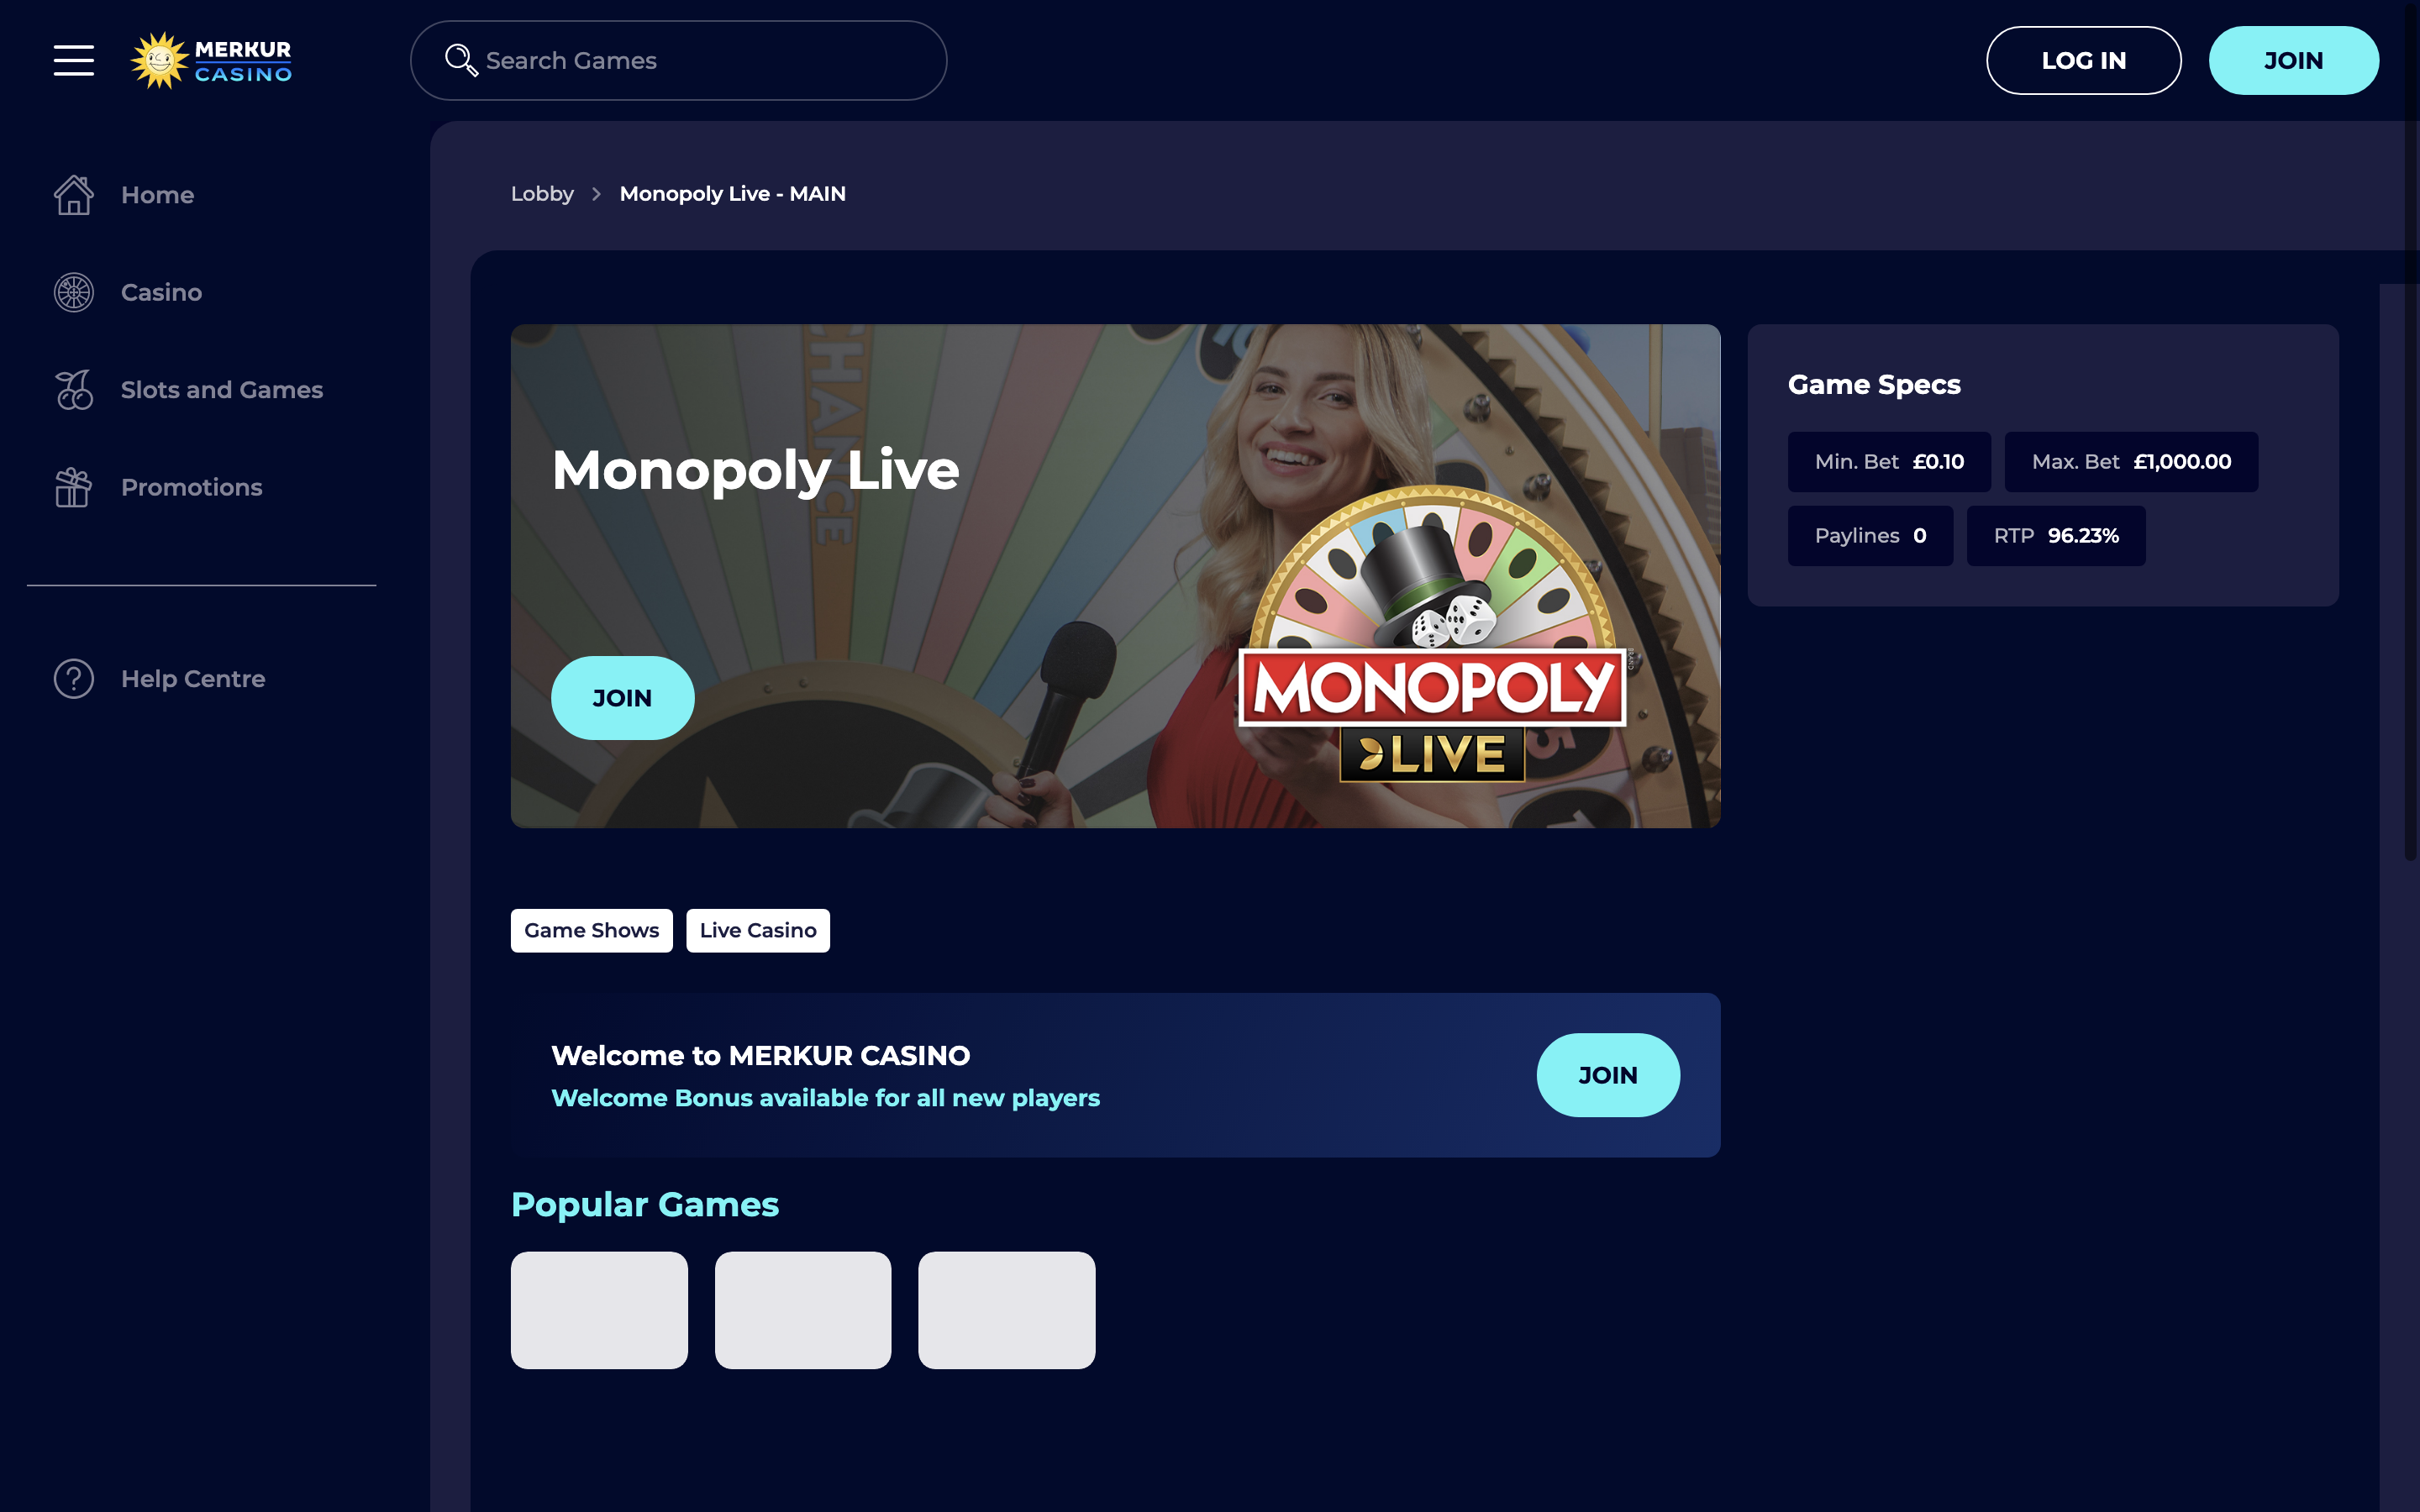 MERKUR
CASINO
Search Games
LOG IN
JOIN
Home
Casino
Slots and Games
Promotions
Help Centre
Lobby > Monopoly Live - MAIN
CHANCE
Monopoly Live
JOIN
MONOPOLY
LIVE
Game Specs
Min. Bet £0.10
Max. Bet £1,000.00
Paylines 0
RTP 96.23%
Game Shows
Live Casino
Welcome to MERKUR CASINO
Welcome Bonus available for all new players
JOIN
Popular Games